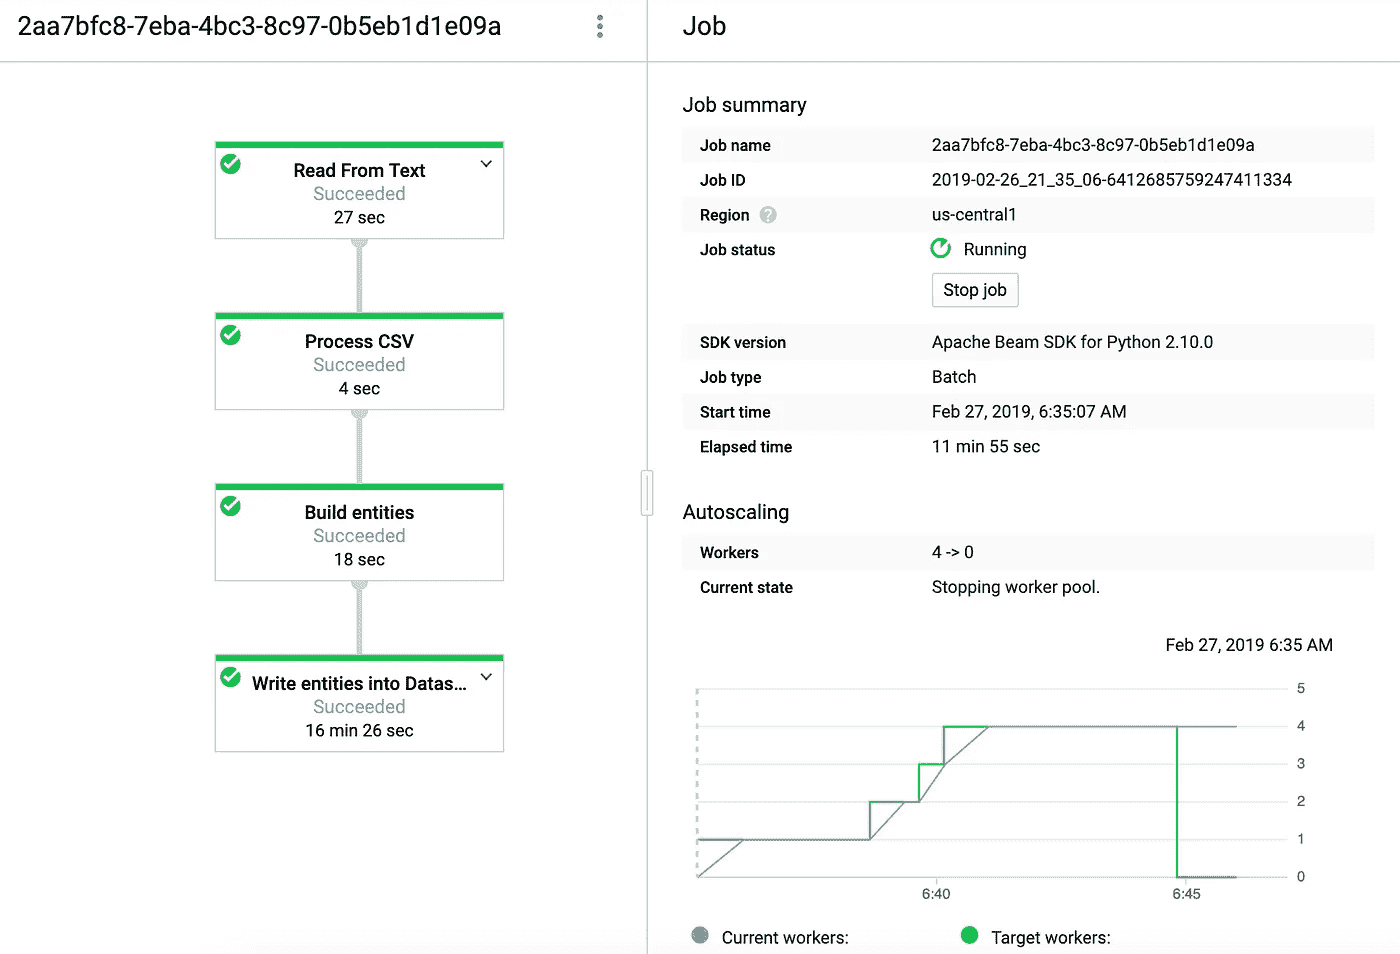 2aa7bfc8-7eba-4bc3-8c97-0b5eb1d1e09a
Read From Text
Succeeded
27 sec
Process CSV
Succeeded
4 sec
Build entities
Succeeded
18 sec
Write entities into Datas...
Succeeded
16 min 26 sec
Job
Job summary
Job name 2aa7bfc8-7eba-4bc3-8c97-0b5eb1d1e09a
Job ID 2019-02-26_21_35_06-6412685759247411334
Region ? us-central1
Job status Running
Stop job
SDK version Apache Beam SDK for Python 2.10.0
Job type Batch
Start time Feb 27, 2019, 6:35:07 AM
Elapsed time 11 min 55 sec
Autoscaling
Workers 4 -> 0
Current state Stopping worker pool.
Feb 27, 2019 6:35 AM
5
4
3
2
1
0
6:40 6:45
Current workers: Target workers: